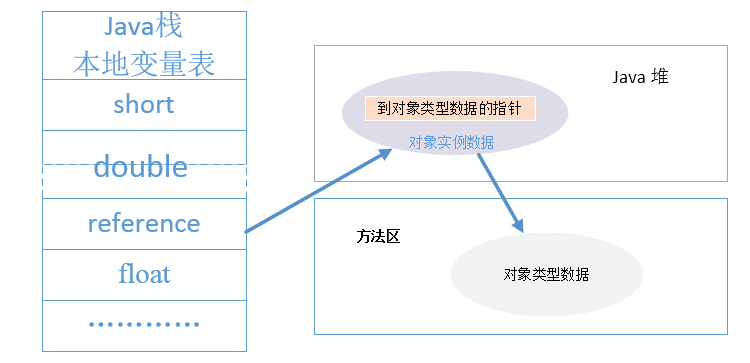 Java栈
本地变量表
short
double
reference
float
…………
Java 堆
到对象类型数据的指针
对象实例数据
方法区
对象类型数据